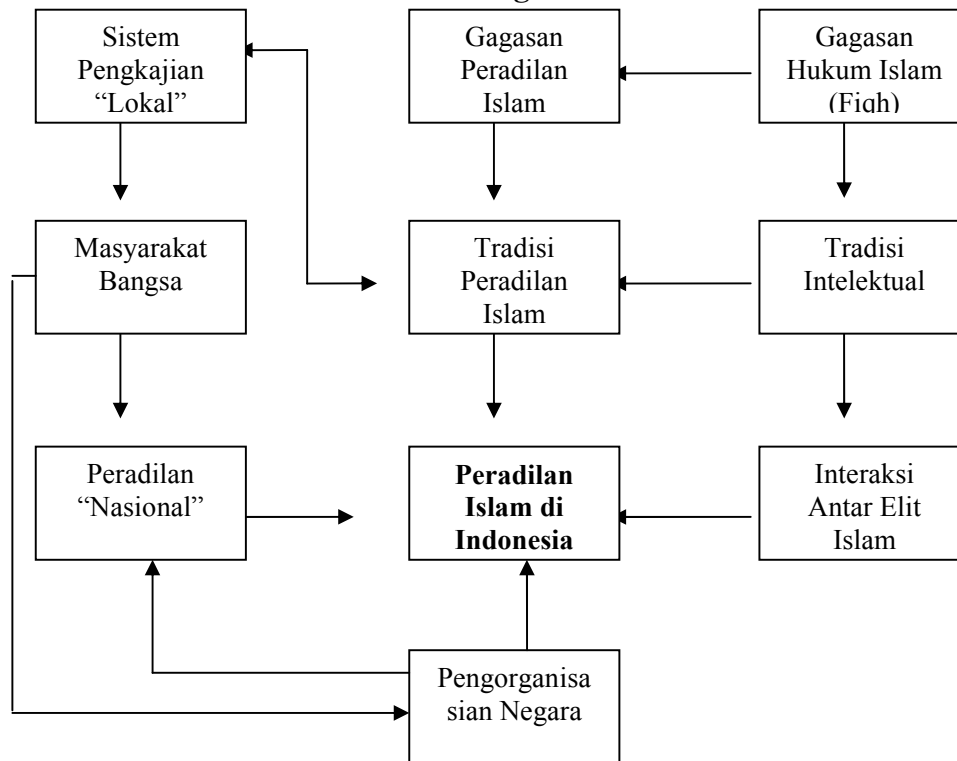 Sistem
Pengkajian
“Lokal”
Gagasan
Peradilan
Islam
Gagasan
Hukum Islam
(Fiqh)
Masyarakat
Bangsa
Tradisi
Peradilan
Islam
Tradisi
Intelektual
Peradilan
“Nasional”
Peradilan
Islam di
Indonesia
Interaksi
Antar Elit
Islam
Pengorganisa
sian Negara